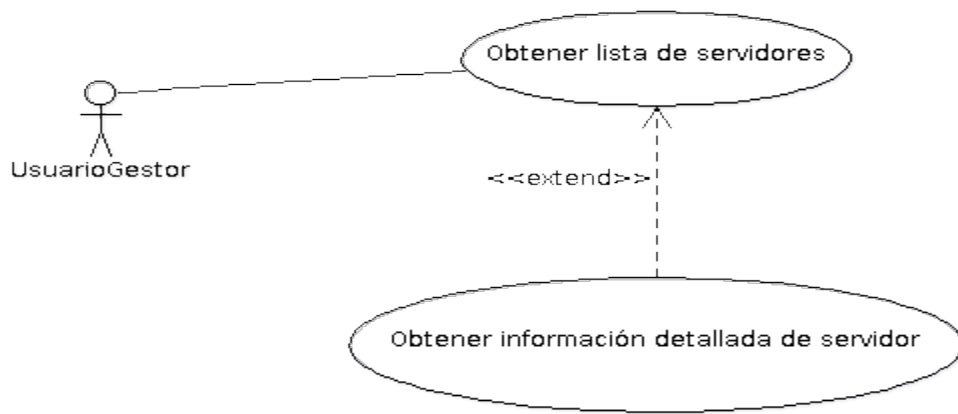 Obtener lista de servidores
UsuarioGestor
<<extend>>
Obtener información detallada de servidor